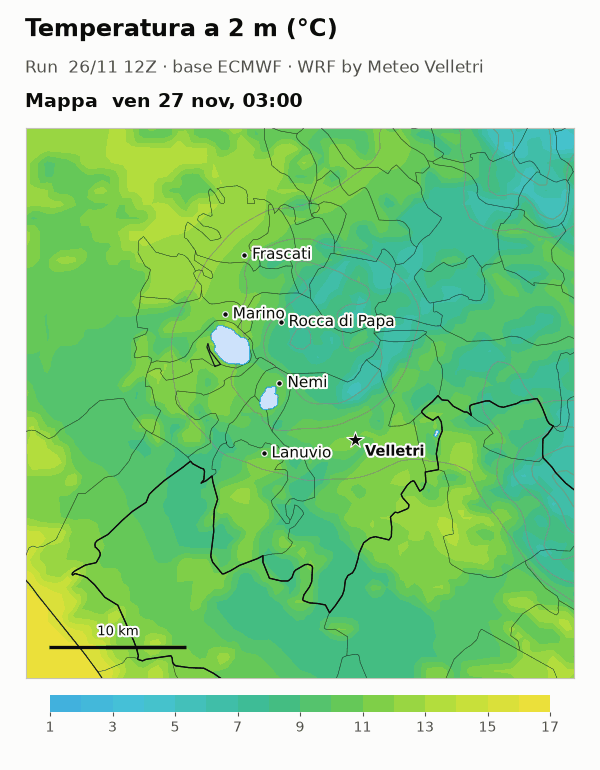 Temperatura a 2 m (°C)
Run  26/11 12Z · base ECMWF · WRF by Meteo Velletri
Mappa  ven 27 nov, 03:00
Frascati
Marino
Rocca di Papa
Nemi
Velletri
Lanuvio
10 km
1 3 5 7 9 11 13 15 17